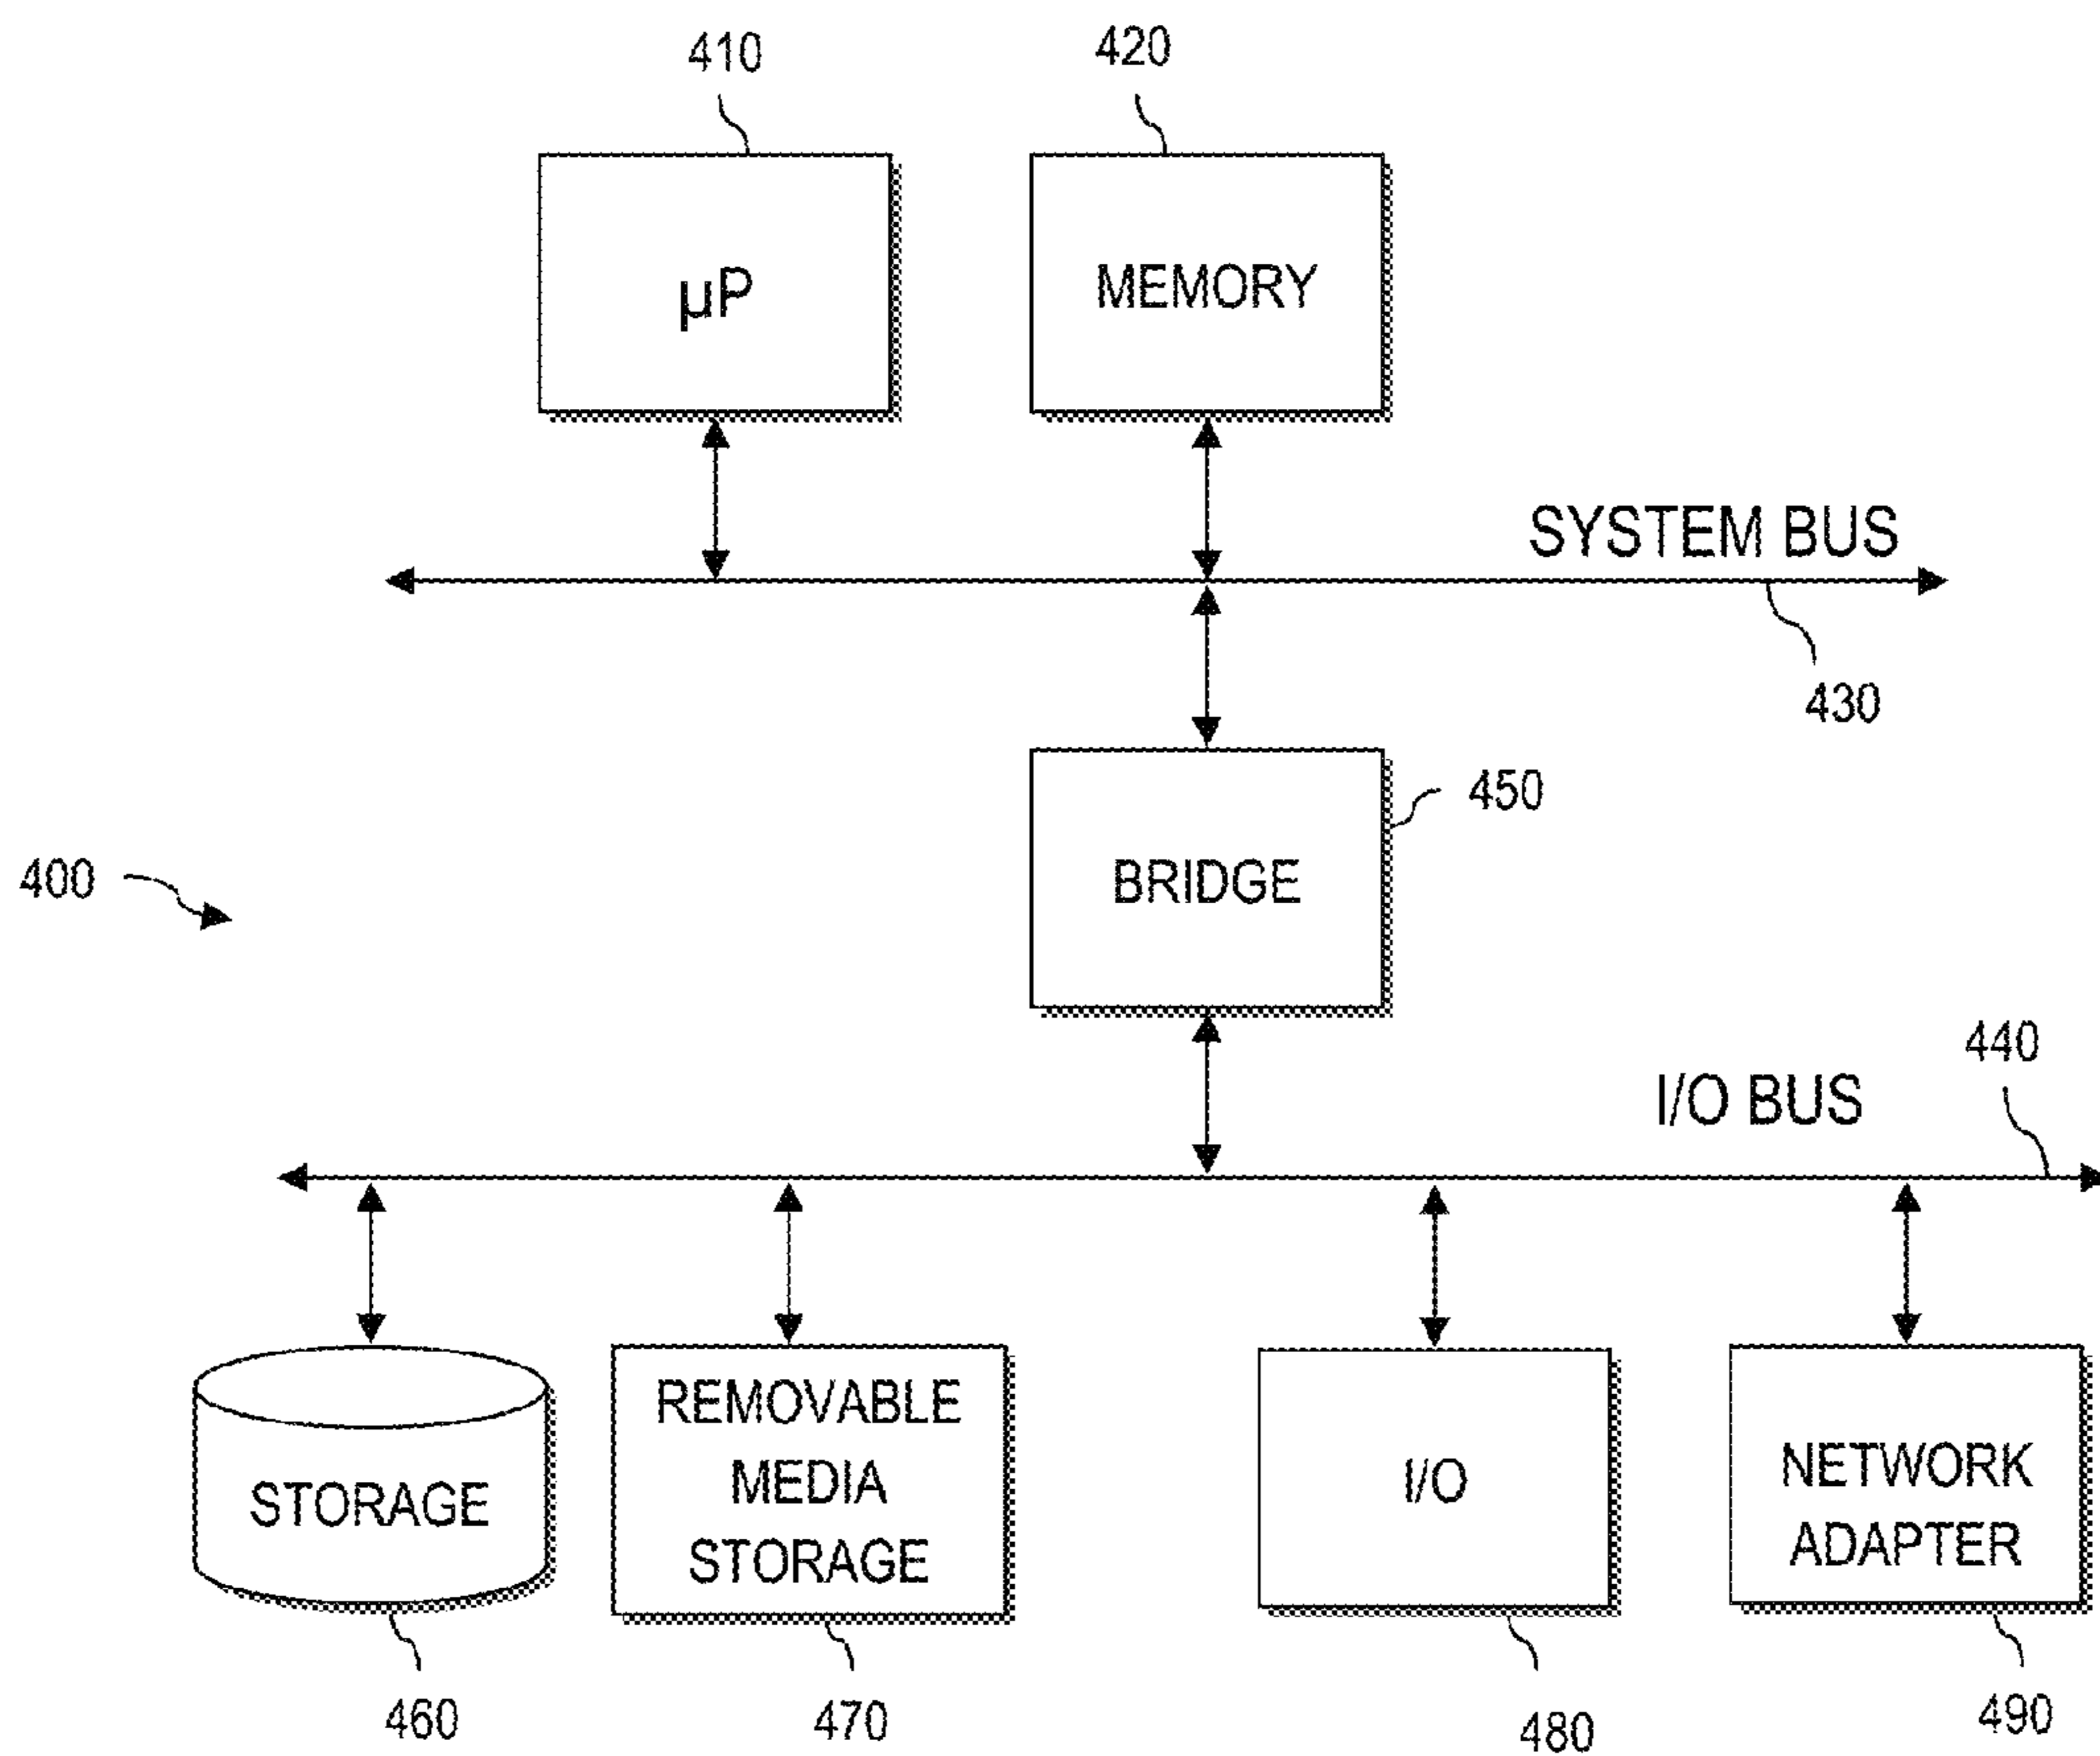 410
420
µP
MEMORY
SYSTEM BUS
430
450
BRIDGE
400
440
I/O BUS
STORAGE
REMOVABLE
MEDIA
STORAGE
I/O
NETWORK
ADAPTER
460
470
480
490